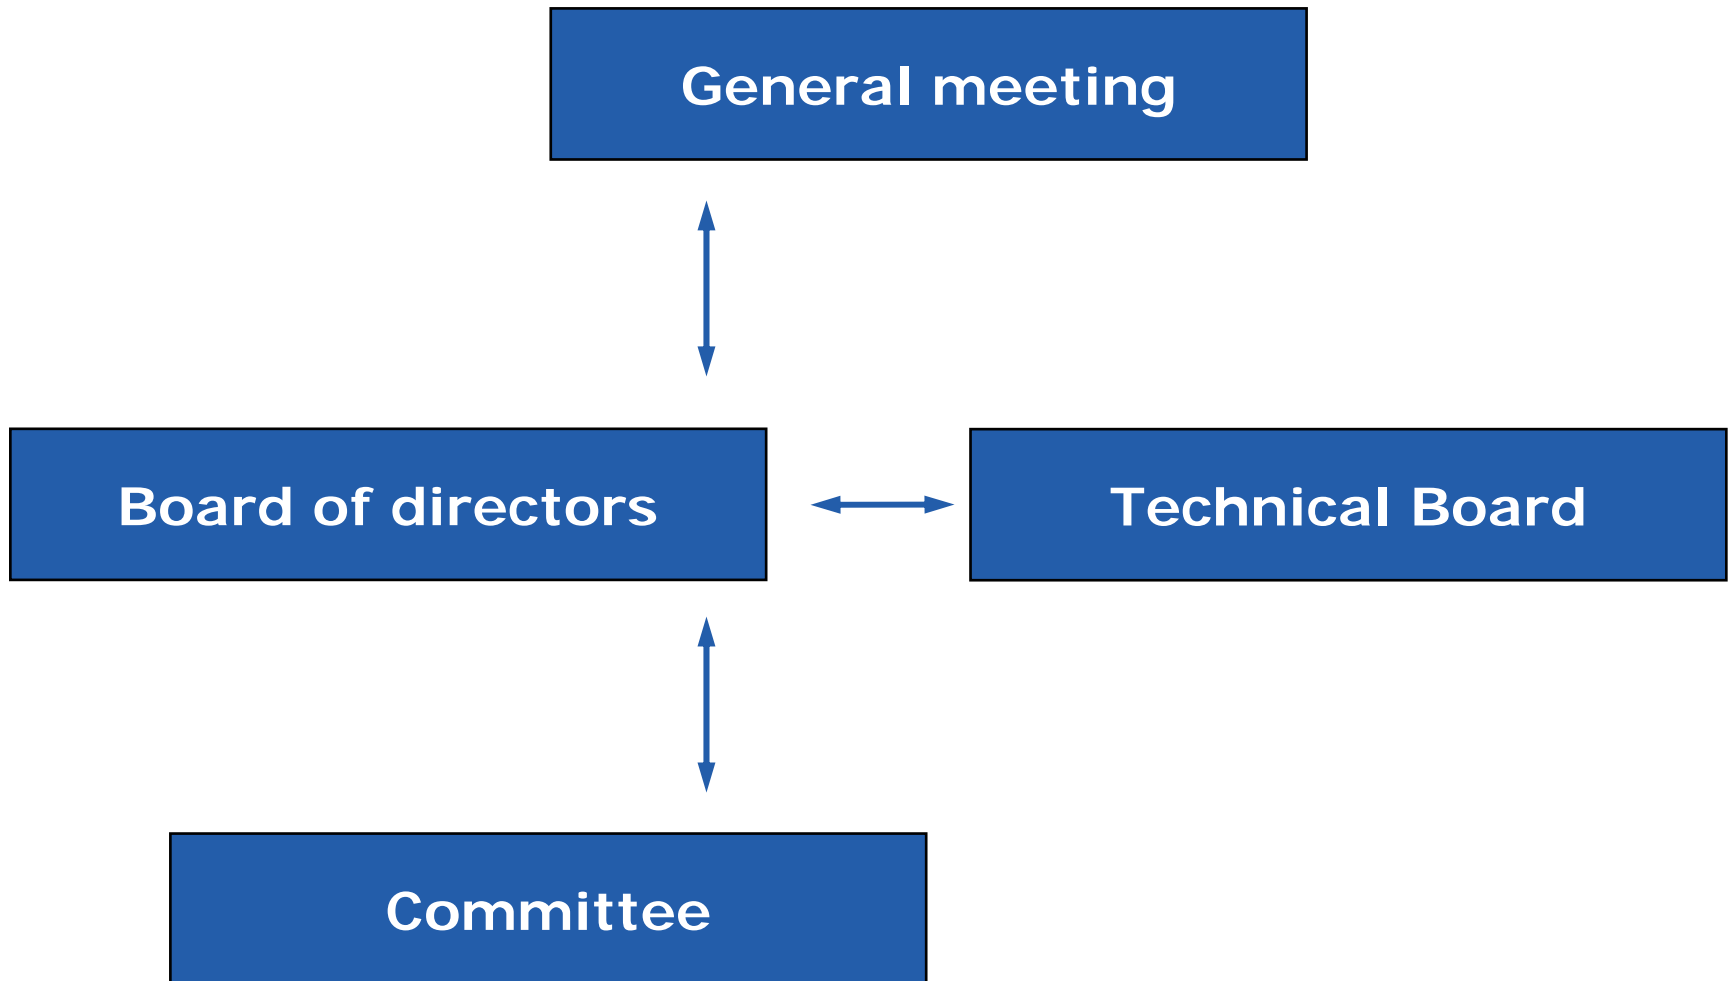 General meeting
Board of directors
Technical Board
Committee